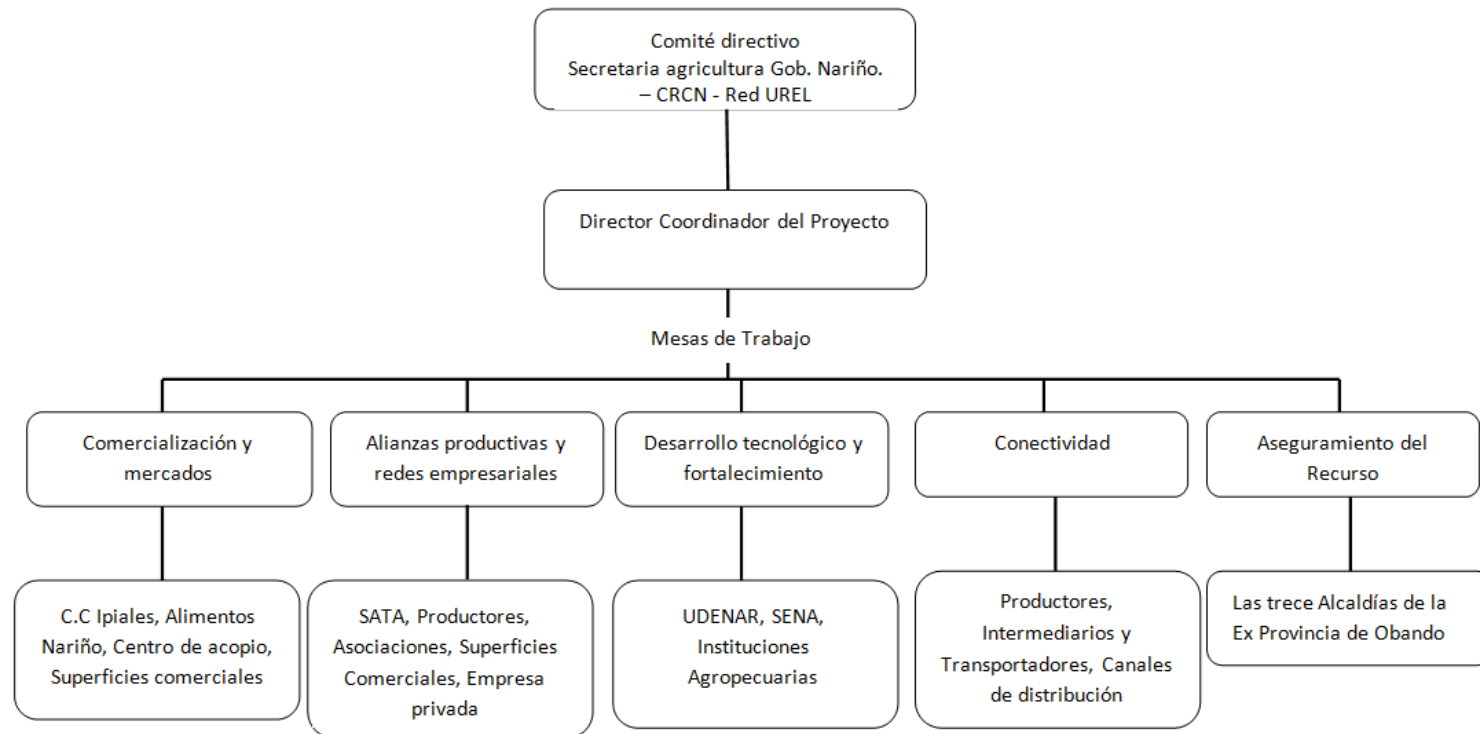 Comité directivo
Secretaria agricultura Gob. Nariño.
– CRCN - Red UREL
Director Coordinador del Proyecto
Mesas de Trabajo
Comercialización y
mercados
Alianzas productivas y
redes empresariales
Desarrollo tecnológico y
fortalecimiento
Conectividad
Aseguramiento del
Recurso
C.C Ipiales, Alimentos
Nariño, Centro de acopio,
Superficies comerciales
SATA, Productores,
Asociaciones, Superficies
Comerciales, Empresa
privada
UDENAR, SENA,
Instituciones
Agropecuarias
Productores,
Intermediarios y
Transportadores, Canales
de distribución
Las trece Alcaldías de la
Ex Provincia de Obando